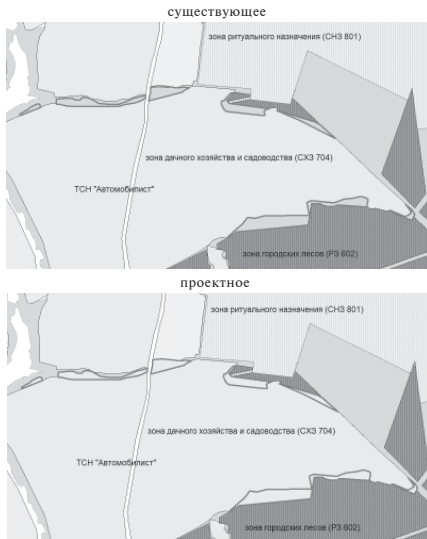 существующее
зона ритуального назначения (СНЗ 801)
зона дачного хозяйства и садоводства (СХЗ 704)
ТСН "Автомобилист"
зона городских лесов (РЗ 602)
проектное
зона ритуального назначения (СНЗ 801)
зона дачного хозяйства и садоводства (СХЗ 704)
ТСН "Автомобилист"
зона городских лесов (РЗ 602)